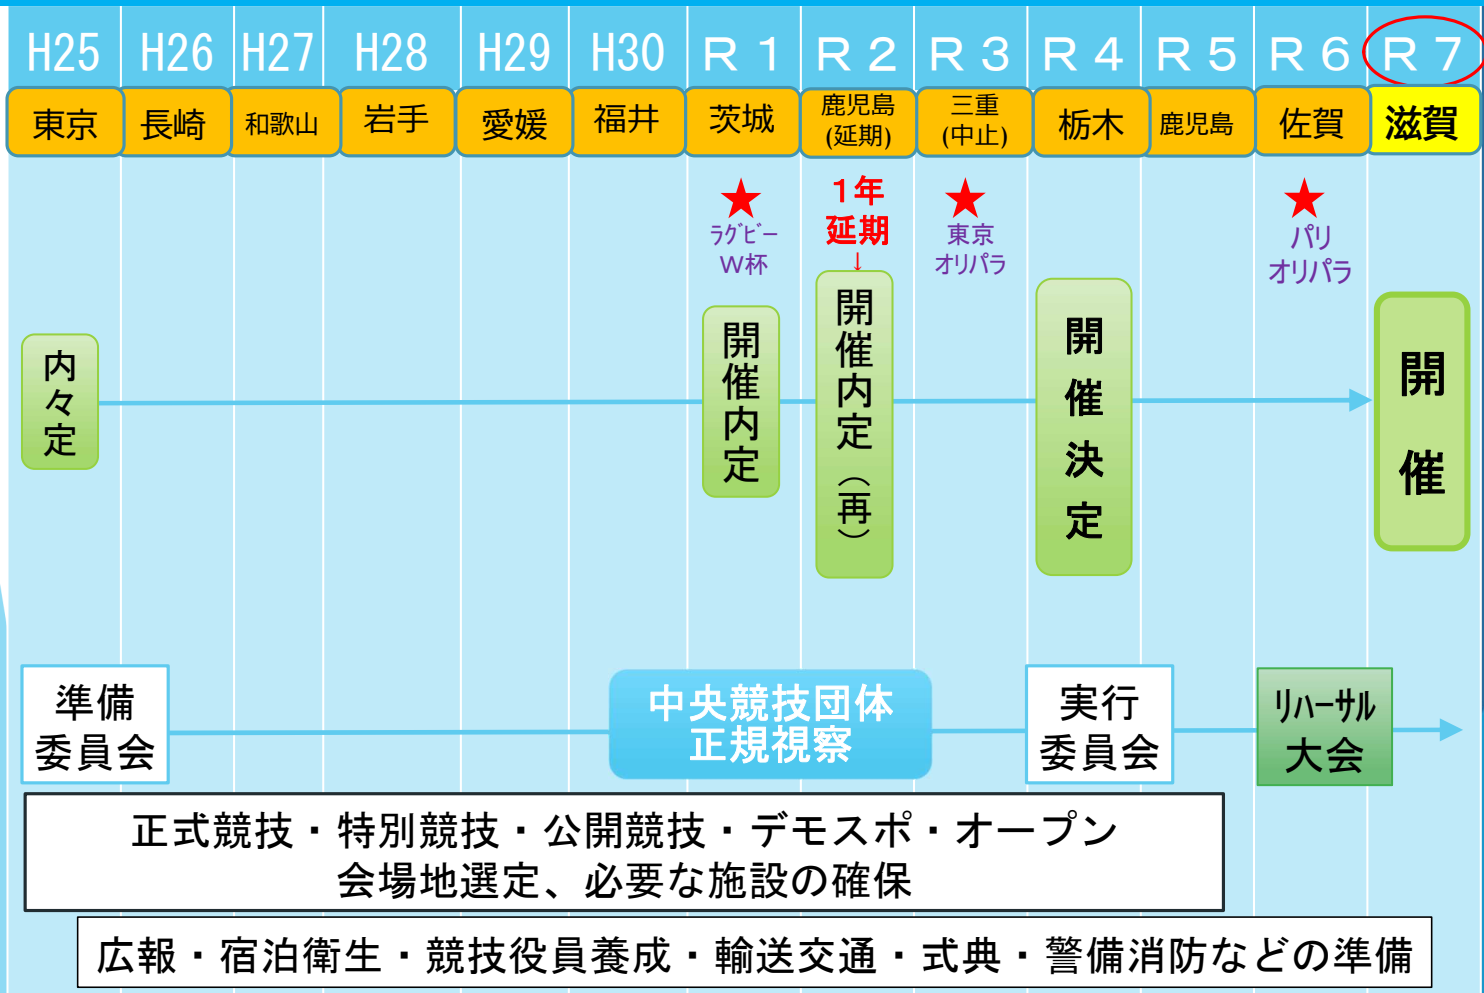 H25 H26 H27 H28 H29 H30 R1 R2 R3 R4 R5 R6 R7
東京 長崎 和歌山 岩手 愛媛 福井 茨城 鹿児島(延期) 三重(中止) 栃木 鹿児島 佐賀 滋賀
★
ラグビー
W杯
1年
延期
↓
★
東京
オリパラ
★
パリ
オリパラ
内々定
開催内定
開催内定(再)
開催決定
開催
準備
委員会
中央競技団体
正規視察
実行
委員会
リハーサル
大会
正式競技・特別競技・公開競技・デモスポ・オープン
会場地選定、必要な施設の確保
広報・宿泊衛生・競技役員養成・輸送交通・式典・警備消防などの準備